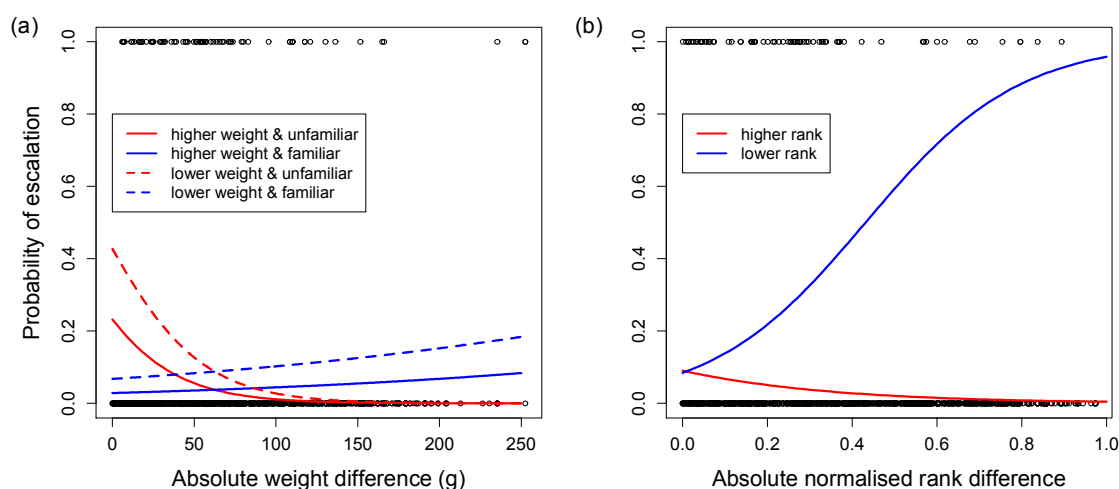 (a)
Probability of escalation
1.0
0.8
0.6
0.4
0.2
0.0
higher weight & unfamiliar
higher weight & familiar
lower weight & unfamiliar
lower weight & familiar
0
50
100
150
200
250
Absolute weight difference (g)
(b)
1.0
0.8
0.6
0.4
0.2
0.0
higher rank
lower rank
0.0
0.2
0.4
0.6
0.8
1.0
Absolute normalised rank difference